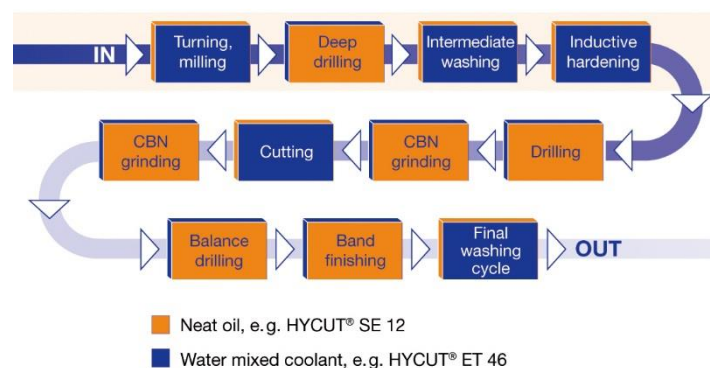 IN
Turning,
milling
Deep
drilling
Intermediate
washing
Inductive
hardening
CBN
grinding
Cutting
CBN
grinding
Drilling
Balance
drilling
Band
finishing
Final
washing
cycle
OUT
Neat oil, e.g. HYCUT® SE 12
Water mixed coolant, e.g. HYCUT® ET 46